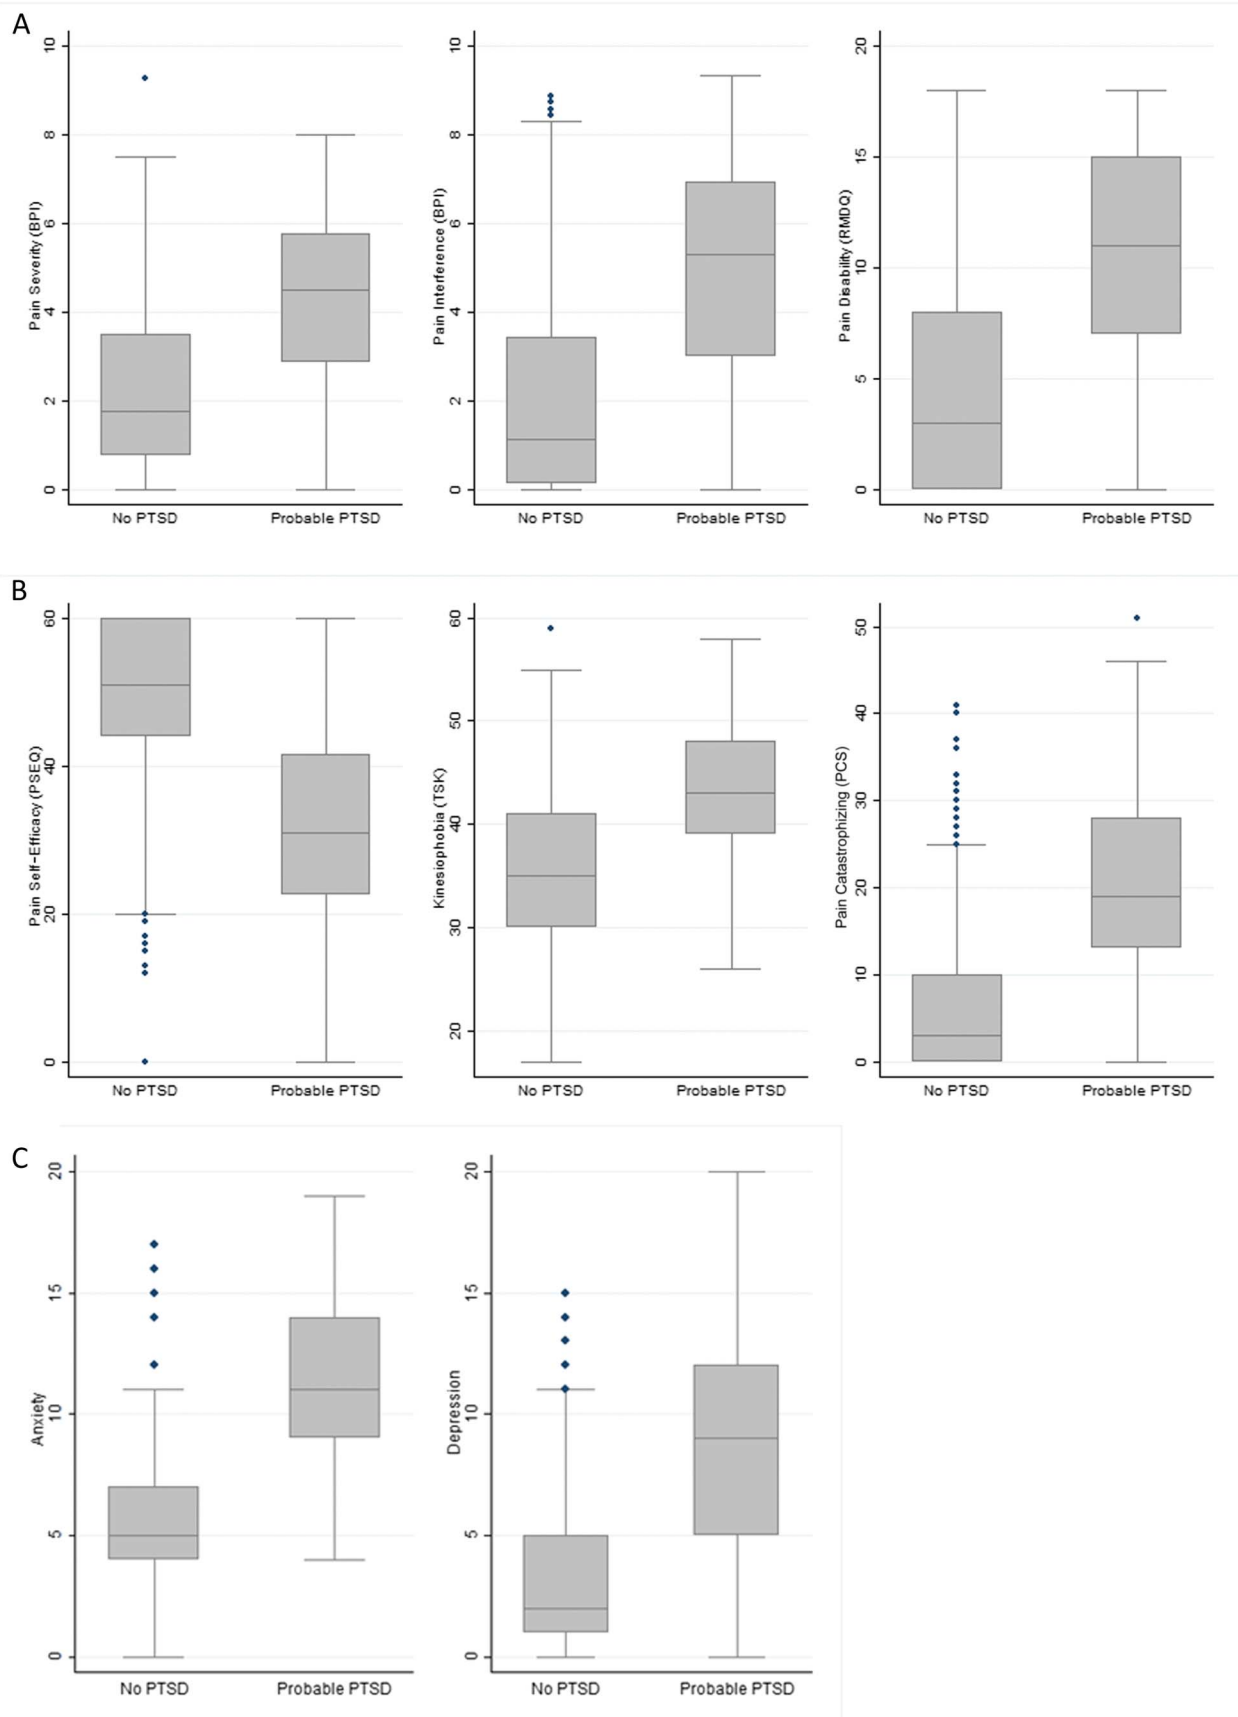 A
10
8
6
4
2
0
Pain Severity (BPI)
No PTSD
Probable PTSD
10
8
6
4
2
0
Pain Interference (BPI)
No PTSD
Probable PTSD
20
15
10
5
0
Pain Disability (RMDQ)
No PTSD
Probable PTSD
B
60
40
20
0
Pain Self-Efficacy (PSEQ)
No PTSD
Probable PTSD
60
50
40
30
20
Kinesiophobia (TSK)
No PTSD
Probable PTSD
50
40
30
20
10
0
Pain Catastrophizing (PCS)
No PTSD
Probable PTSD
C
20
15
10
5
0
Anxiety
No PTSD
Probable PTSD
20
15
10
5
0
Depression
No PTSD
Probable PTSD